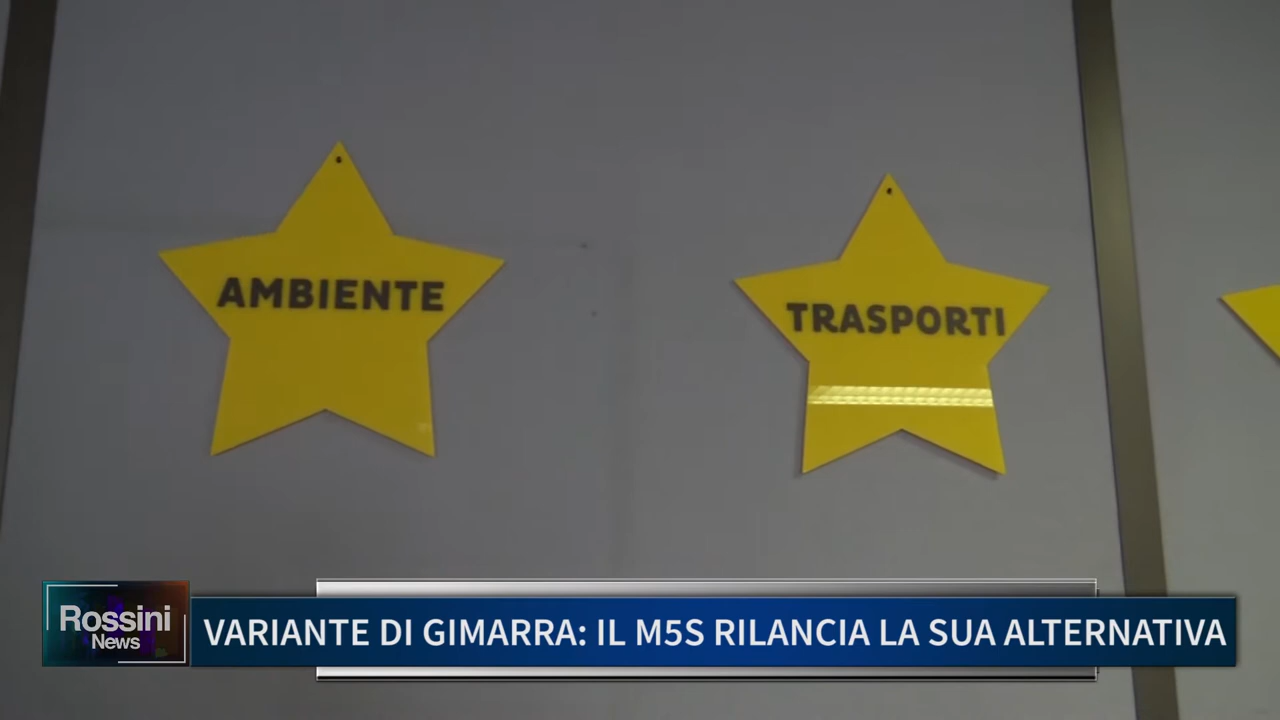 AMBIENTE
TRASPORTI
Rossini
News
VARIANTE DI GIMARRA: IL M5S RILANCIA LA SUA ALTERNATIVA